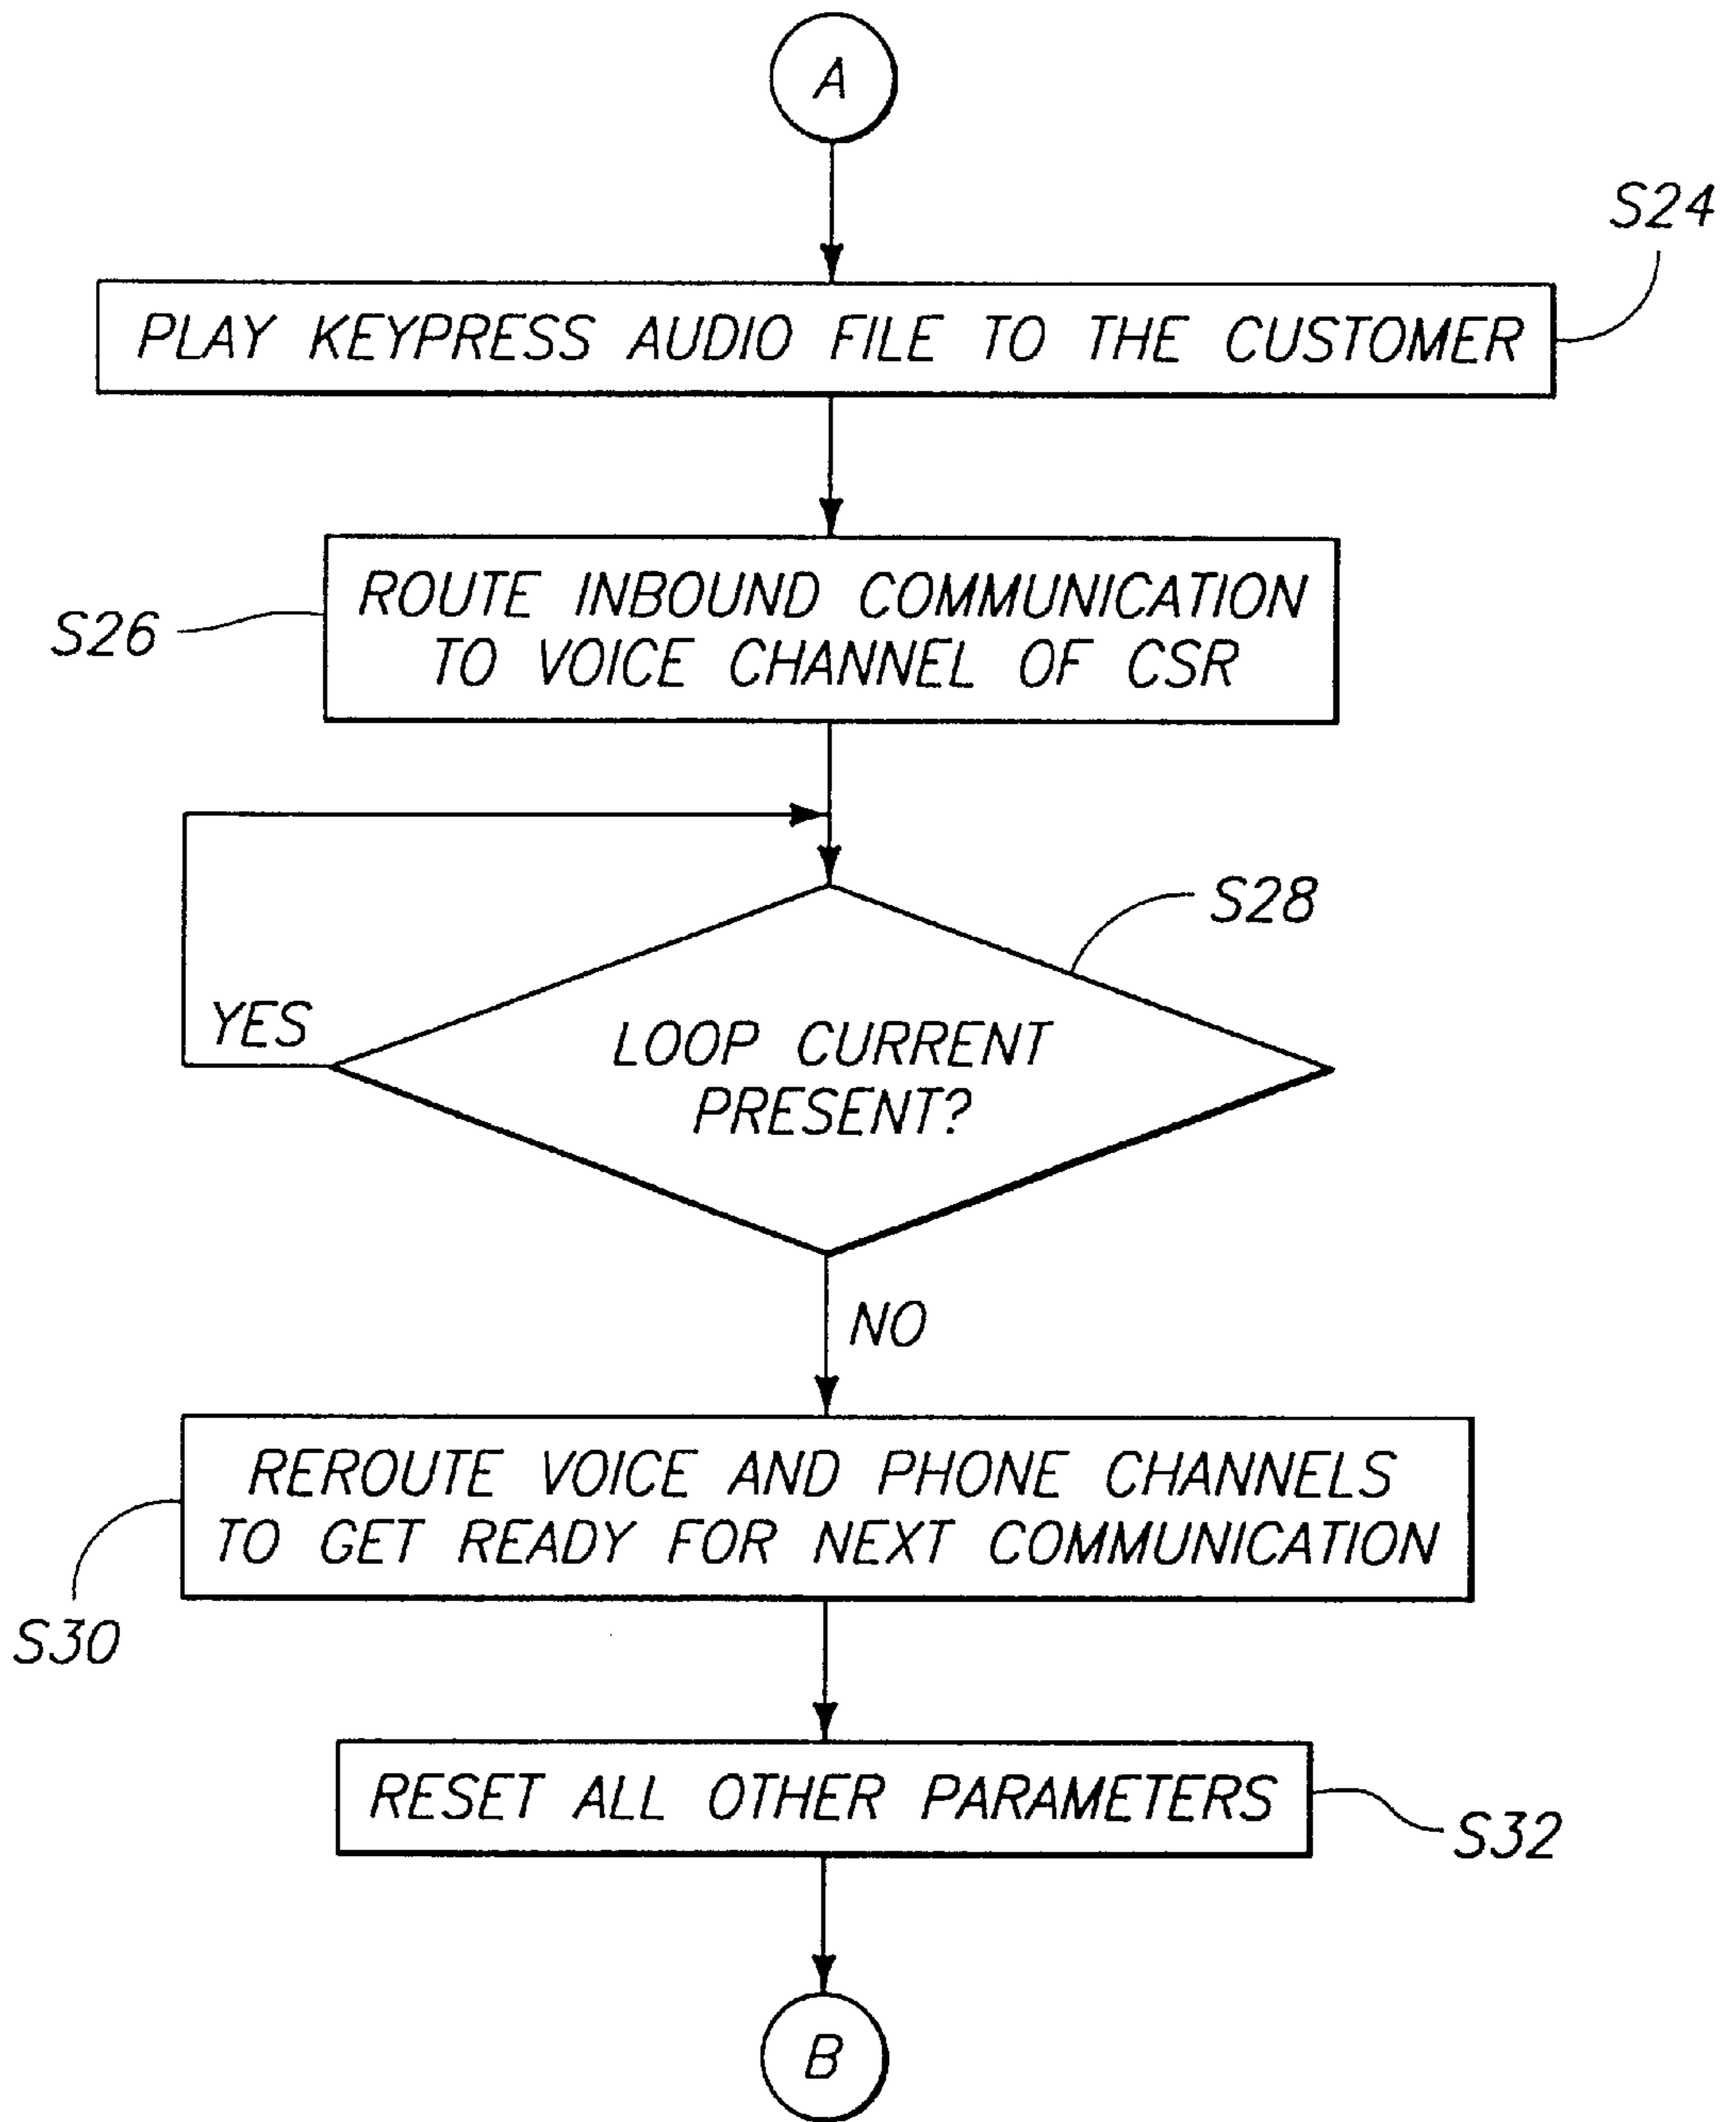 A
S24
PLAY KEYPRESS AUDIO FILE TO THE CUSTOMER
S26
ROUTE INBOUND COMMUNICATION
TO VOICE CHANNEL OF CSR
S28
YES
LOOP CURRENT
PRESENT?
NO
REROUTE VOICE AND PHONE CHANNELS
TO GET READY FOR NEXT COMMUNICATION
S30
RESET ALL OTHER PARAMETERS
S32
B